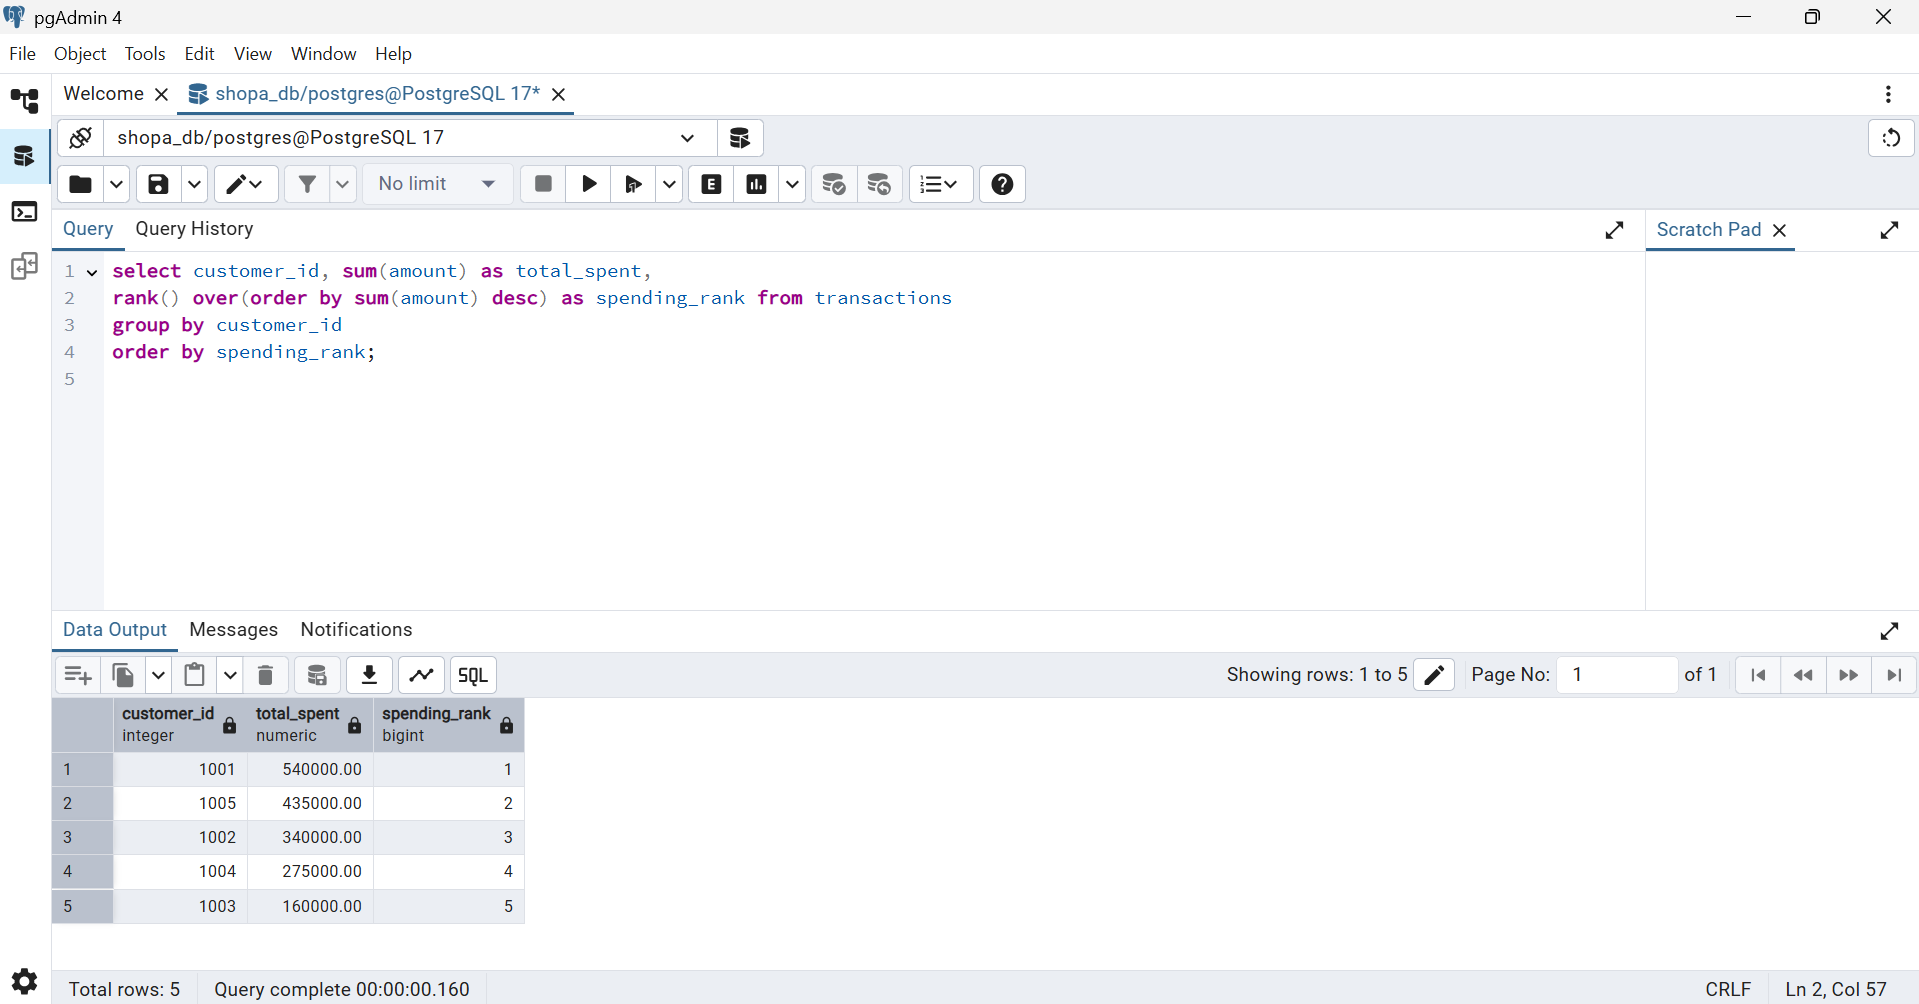 pgAdmin 4
File Object Tools Edit View Window Help
Welcome shopa_db/postgres@PostgreSQL 17*
shopa_db/postgres@PostgreSQL 17
No limit E
Query Query History Scratch Pad
1 select customer_id, sum(amount) as total_spent,
2 rank() over(order by sum(amount) desc) as spending_rank from transactions
3 group by customer_id
4 order by spending_rank;
5
Data Output Messages Notifications
SQL Showing rows: 1 to 5 Page No: 1 of 1
customer_id total_spent spending_rank
integer numeric bigint
1 1001 540000.00 1
2 1005 435000.00 2
3 1002 340000.00 3
4 1004 275000.00 4
5 1003 160000.00 5
Total rows: 5 Query complete 00:00:00.160 CRLF Ln 2, Col 57